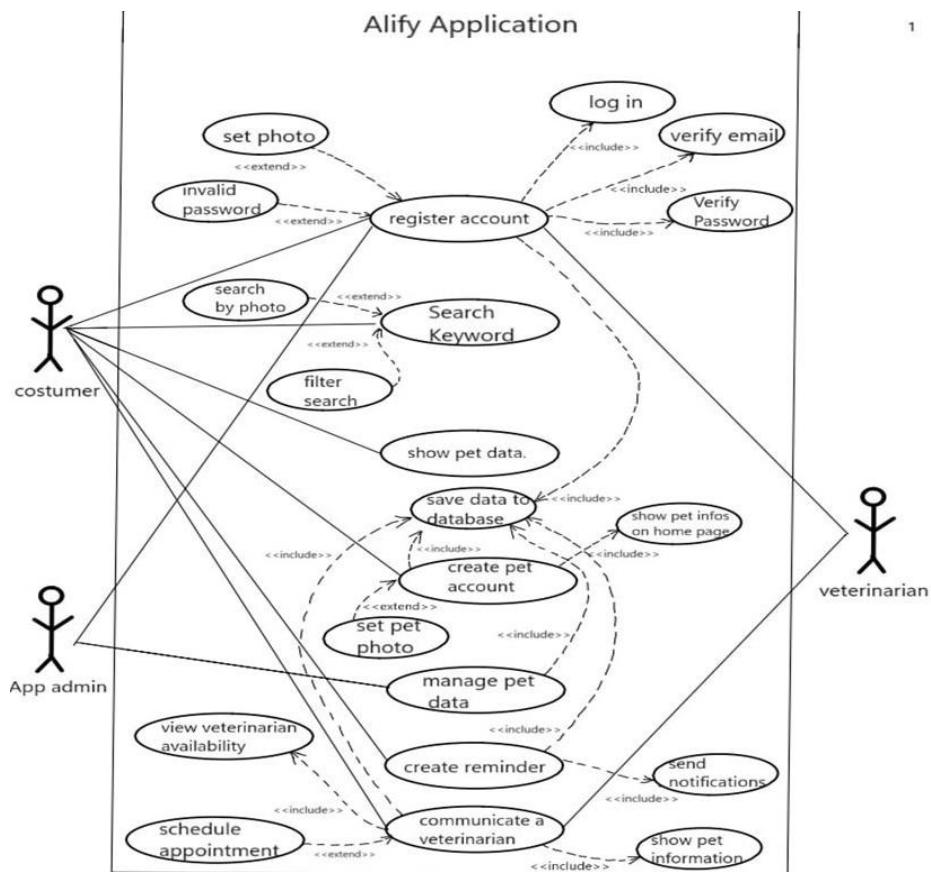 Alify Application
1
log in
set photo
verify email
<<include>>
<<extend>>
invalid
password
<<include>>
Verify
Password
<<extend>>
register account
<<include>>
search
by photo
<<extend>>
Search
Keyword
<<extend>>
costumer
filter
search
show pet data.
save data to
database
<<include>>
show pet infos
on home page
<<include>>
<<include>>
<<include>>
create pet
account
veterinarian
<<extend>>
set pet
photo
<<include>>
App admin
manage pet
data
view veterinarian
availability
<<include>>
create reminder
send
notifications
<<include>>
<<include>>
communicate a
veterinarian
schedule
appointment
<<extend>>
<<include>>
show pet
information